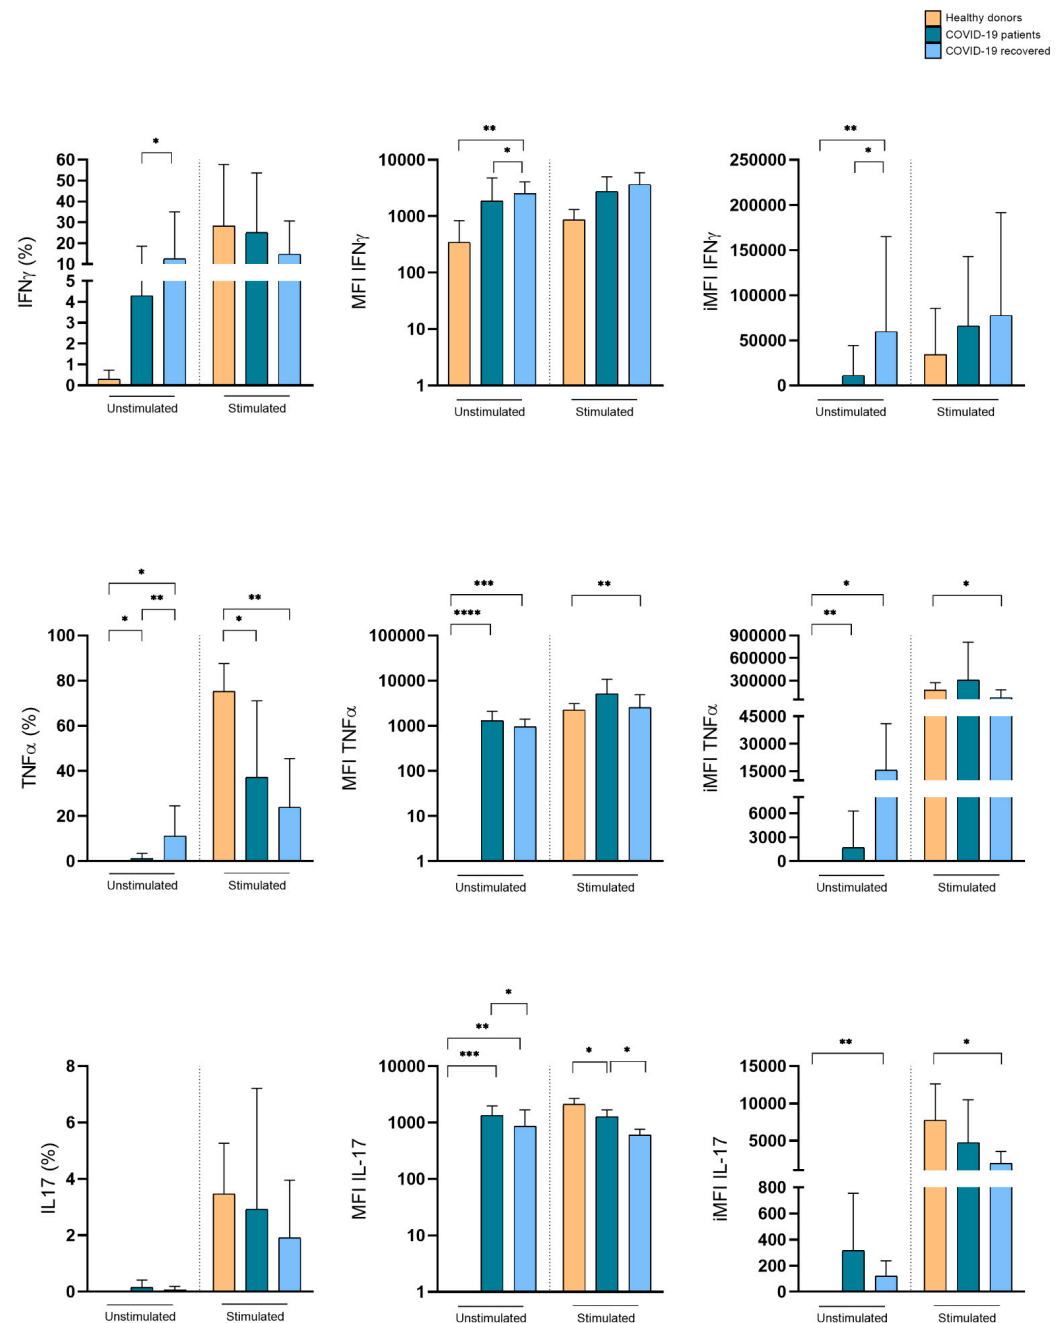 Healthy donors
COVID-19 patients
COVID-19 recovered
*
60
50
40
30
20
10
5
4
3
2
1
0
IFNγ (%)
Unstimulated
Stimulated
**
*
10000
1000
100
10
1
MFI IFNγ
Unstimulated
Stimulated
**
*
250000
200000
150000
100000
50000
0
iMFI IFNγ
Unstimulated
Stimulated
*
**
*
**
*
100
80
60
40
20
0
TNFα (%)
Unstimulated
Stimulated
***
****
**
100000
10000
1000
100
10
1
MFI TNFα
Unstimulated
Stimulated
*
**
*
900000
600000
300000
45000
30000
15000
6000
3000
0
iMFI TNFα
Unstimulated
Stimulated
8
6
4
2
0
IL17 (%)
Unstimulated
Stimulated
*
**
***
*
*
10000
1000
100
10
1
MFI IL-17
Unstimulated
Stimulated
**
*
15000
10000
5000
800
600
400
200
0
iMFI IL-17
Unstimulated
Stimulated